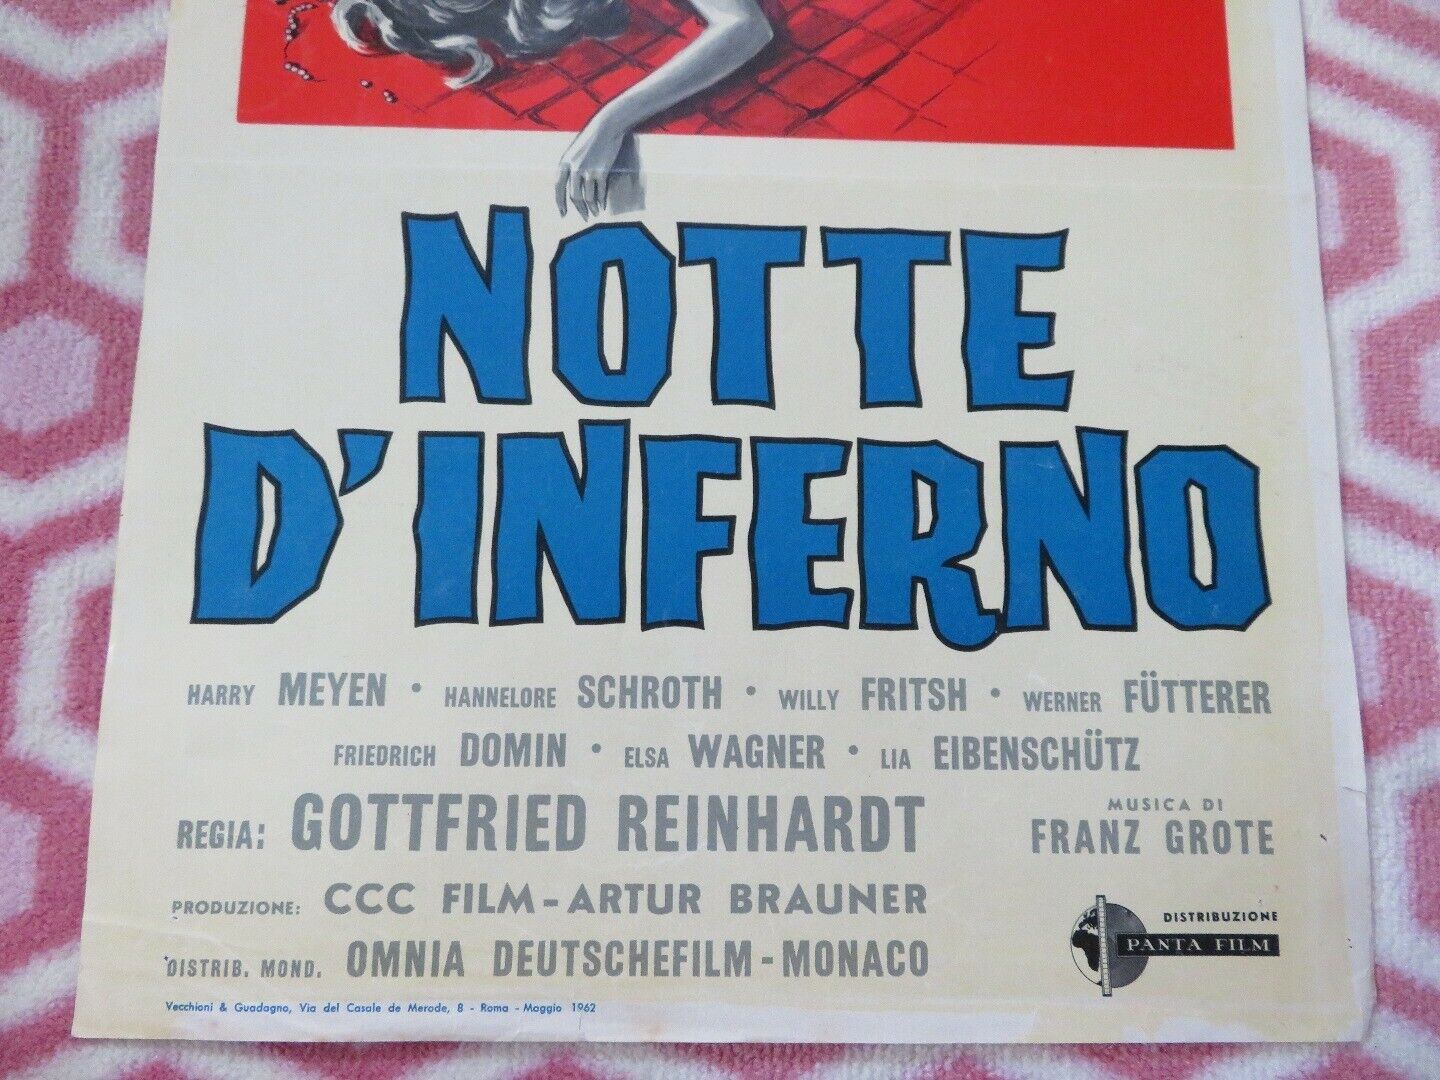 NOTTE
D'INFERNO
HARRY MEYEN • HANNELORE SCHROTH • WILLY FRITSH • WERNER FÜTTERER
FRIEDRICH DOMIN • ELSA WAGNER • LIA EIBENSCHÜTZ
REGIA: GOTTFRIED REINHARDT
MUSICA DI
FRANZ GROTE
PRODUZIONE: CCC FILM-ARTUR BRAUNER
DISTRIB. MOND. OMNIA DEUTSCHEFILM-MONACO
DISTRIBUZIONE
PANTA FILM
Vecchioni & Guadagno, Via del Casale de Merode, 8 - Roma - Maggio 1962